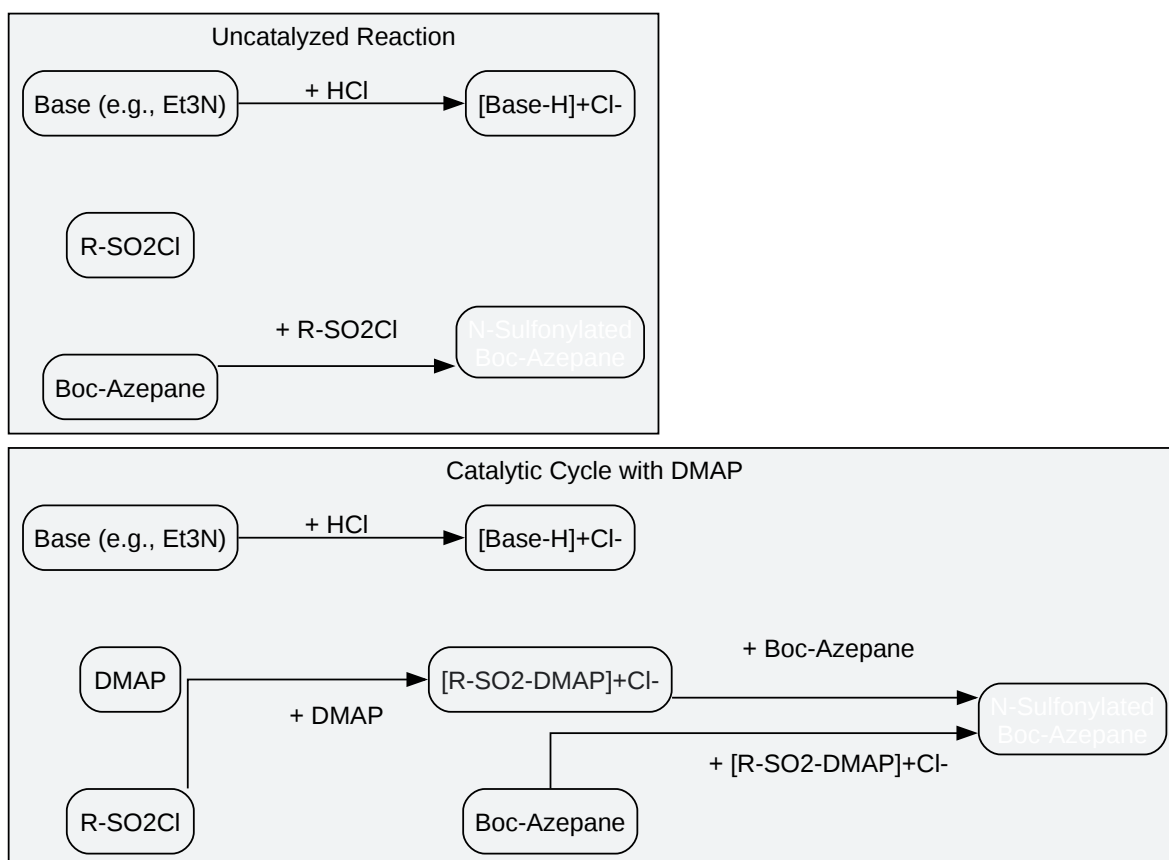 Uncatalyzed Reaction
Base (e.g., Et3N)
+ HCl
[Base-H]+Cl-
R-SO2Cl
+ R-SO2Cl
N-Sulfonylated
Boc-Azepane
Boc-Azepane
Catalytic Cycle with DMAP
Base (e.g., Et3N)
+ HCl
[Base-H]+Cl-
+ Boc-Azepane
DMAP
[R-SO2-DMAP]+Cl-
+ DMAP
N-Sulfonylated
Boc-Azepane
+ [R-SO2-DMAP]+Cl-
R-SO2Cl
Boc-Azepane